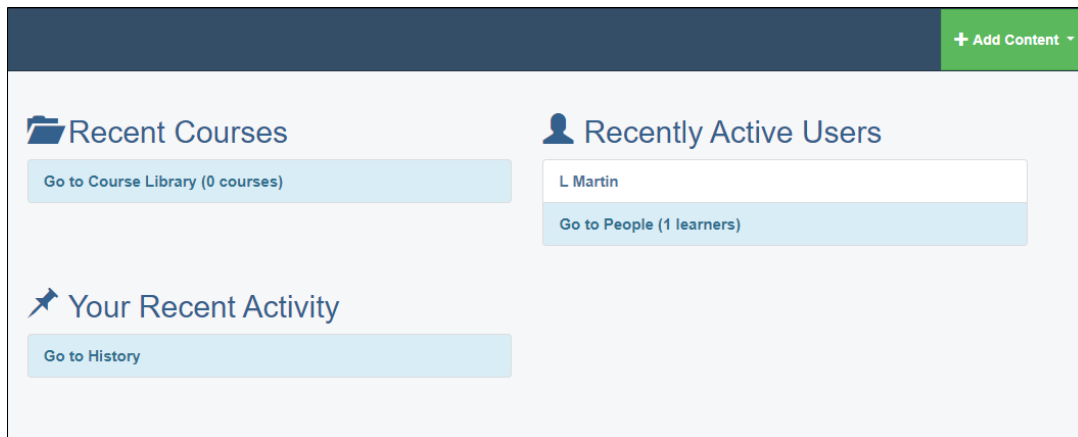 Add Content
Recent Courses
Go to Course Library (0 courses)
Recently Active Users
L Martin
Go to People (1 learners)
Your Recent Activity
Go to History